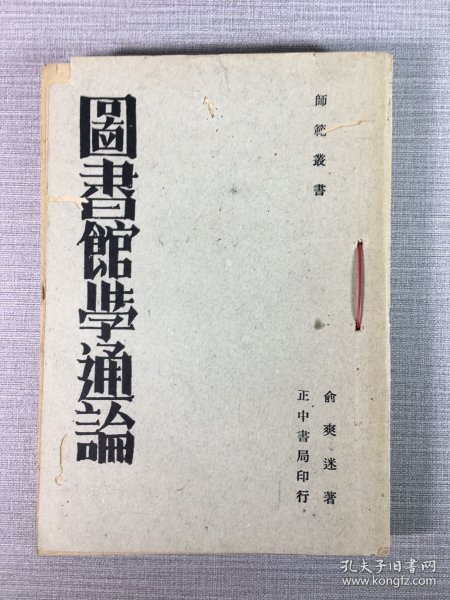 師範叢書
俞爽迷著
正中書局印行
圖書館學通論
孔夫子旧书网
www.kongfz.com